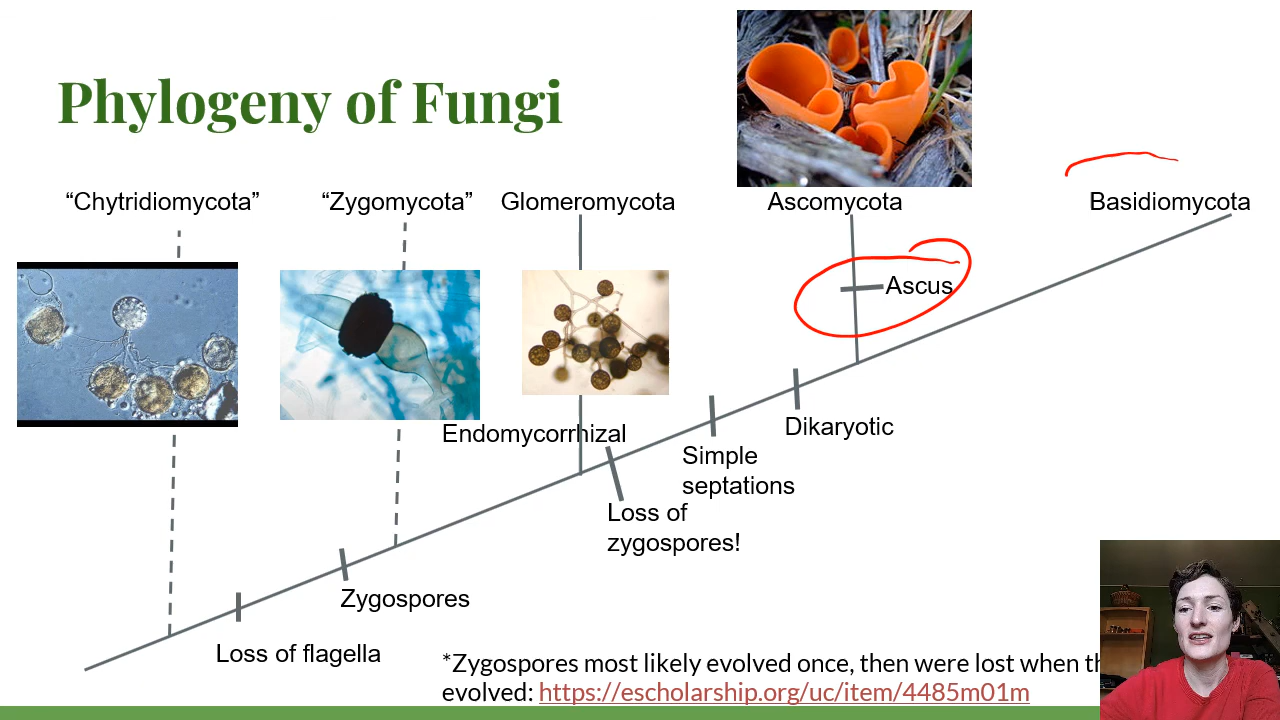 Phylogeny of Fungi
“Chytridiomycota”
“Zygomycota”
Glomeromycota
Ascomycota
Basidiomycota
Ascus
Endomycorrhizal
Dikaryotic
Simple
septations
Loss of
zygospores!
Zygospores
Loss of flagella
*Zygospores most likely evolved once, then were lost when
evolved: https://escholarship.org/uc/item/4485m01m